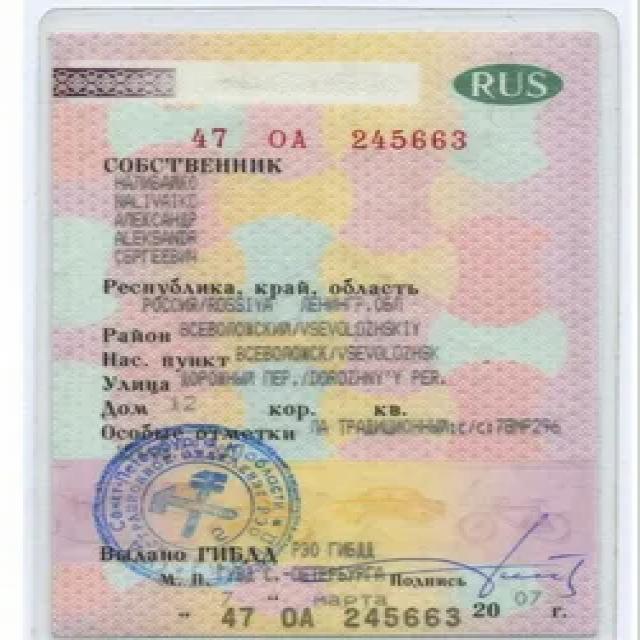 RUS
47 ОА 245663
СОБСТВЕННИК
НАЛИВАЙКО
NALIVAIKO
АЛЕКСАНДР
ALEKSANDR
СЕРГЕЕВИЧ
Республика, край, область
РОССИЯ/ROSSIYA ЛЕНИНГР.ОБЛ
Район ВСЕВОЛОЖСКИЙ/VSEVOLOZHSKIY
Нас. пункт ВСЕВОЛОЖСК/VSEVOLOZHSK
Улица ДОРОЖНЫЙ ПЕР./DOROZHNY'Y PER.
Дом 12 кор. кв.
Особые отметки ПА ТРАДИЦИОННЫЙ:с/с:78МР296
Выдано ГИБДД РЭО ГИБДД
М. П. ГУВД С.-ПЕТЕРБУРГА Подпись
" 7 " марта 20 07 г.
47 ОА 245663